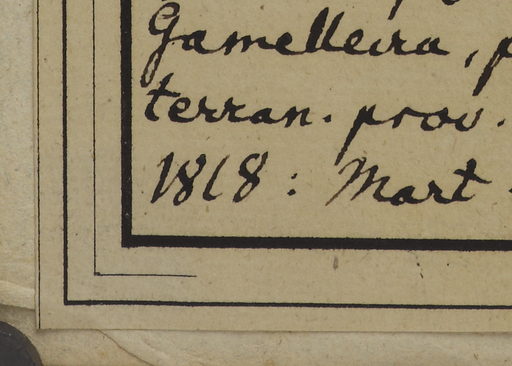 Gamelleira, p
terran. prov.
1818: Mart.